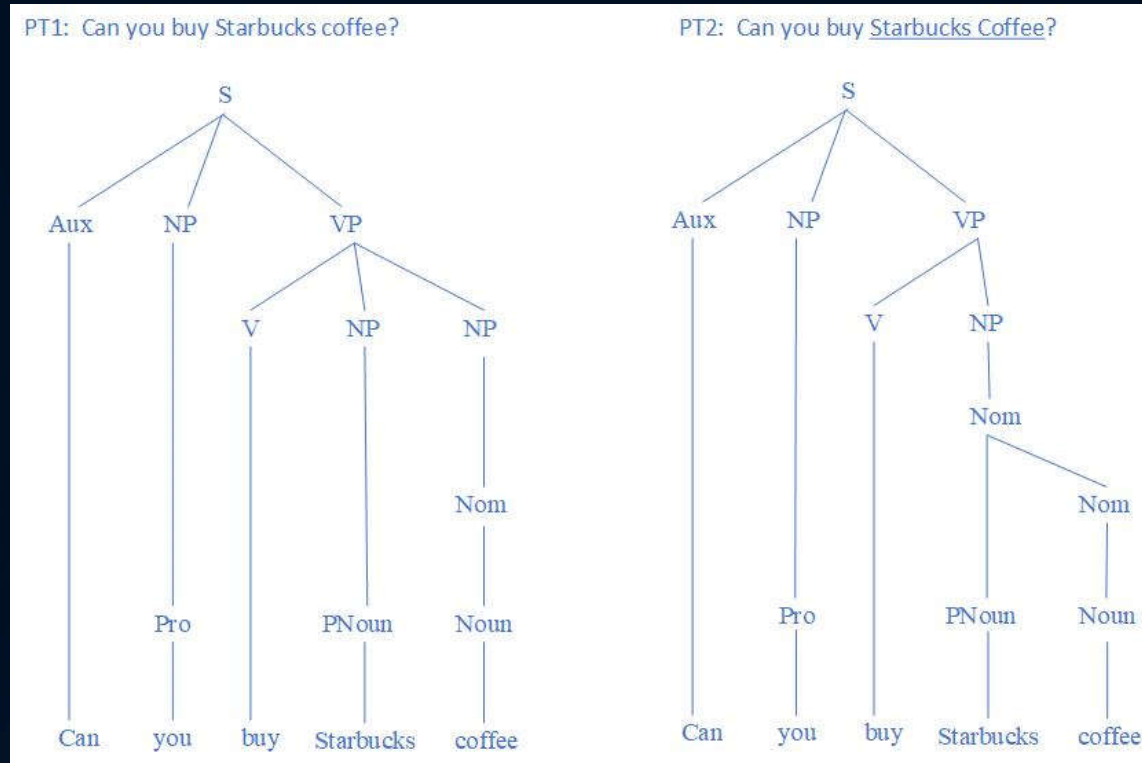 PT1: Can you buy Starbucks coffee?
PT2: Can you buy Starbucks Coffee?
S
S
Aux NP VP
Aux NP VP
V NP NP
V NP
Nom
Nom
Nom
Pro PNoun Noun
Pro PNoun Noun
Can you buy Starbucks coffee
Can you buy Starbucks coffee